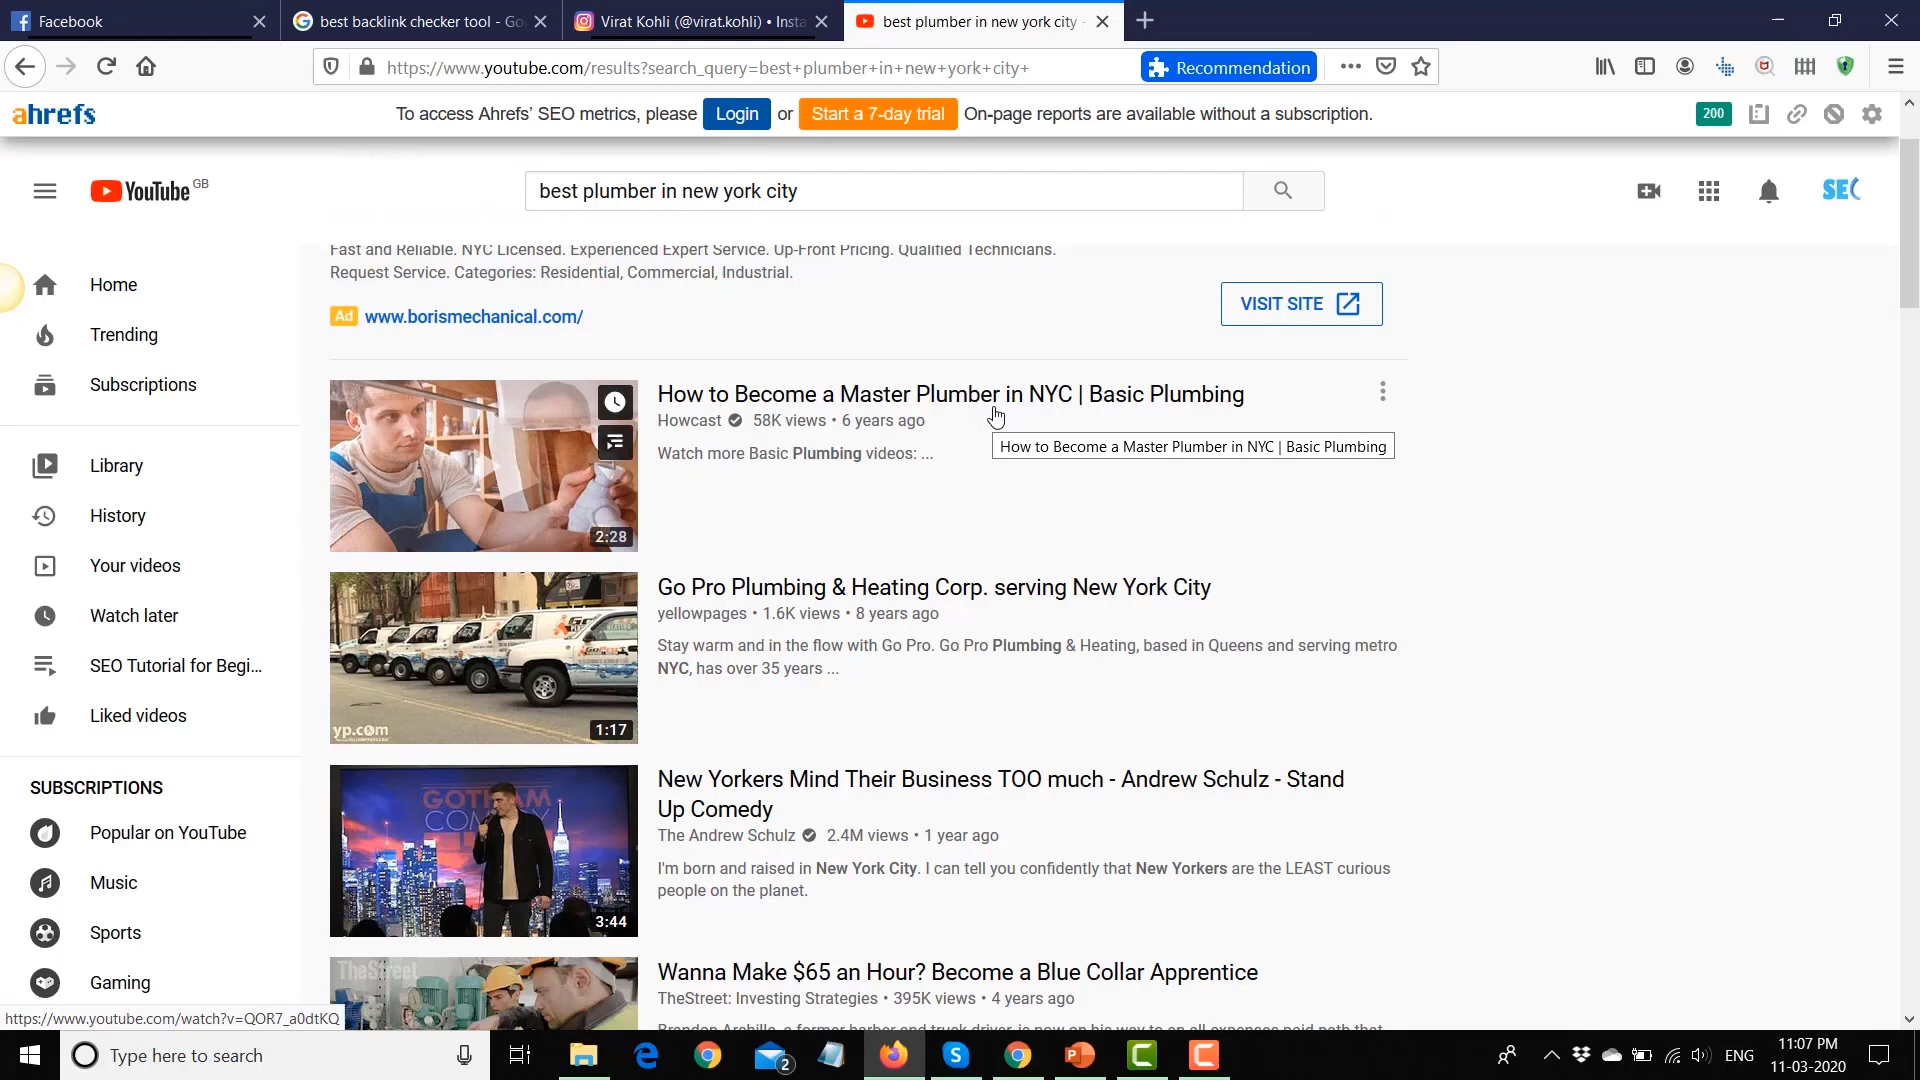 Facebook
best backlink checker tool - Go
Virat Kohli (@virat.kohli) • Insta
best plumber in new york city -
https://www.youtube.com/results?search_query=best+plumber+in+new+york+city+
Recommendation
ahrefs
To access Ahrefs' SEO metrics, please Login or Start a 7-day trial On-page reports are available without a subscription.
200
YouTube GB
best plumber in new york city
SEO
Home
Trending
Subscriptions
Library
History
Your videos
Watch later
SEO Tutorial for Begi...
Liked videos
SUBSCRIPTIONS
Popular on YouTube
Music
Sports
Gaming
Fast and Reliable. NYC Licensed. Experienced Expert Service. Up-Front Pricing. Qualified Technicians.
Request Service. Categories: Residential, Commercial, Industrial.
Ad www.borismechanical.com/
VISIT SITE
2:28
How to Become a Master Plumber in NYC | Basic Plumbing
Howcast 58K views • 6 years ago
How to Become a Master Plumber in NYC | Basic Plumbing
Watch more Basic Plumbing videos: ...
yp.com
1:17
Go Pro Plumbing & Heating Corp. serving New York City
yellowpages • 1.6K views • 8 years ago
Stay warm and in the flow with Go Pro. Go Pro Plumbing & Heating, based in Queens and serving metro
NYC, has over 35 years ...
GOTHAM
3:44
New Yorkers Mind Their Business TOO much - Andrew Schulz - Stand
Up Comedy
The Andrew Schulz 2.4M views • 1 year ago
I'm born and raised in New York City. I can tell you confidently that New Yorkers are the LEAST curious
people on the planet.
TheStreet
Wanna Make $65 an Hour? Become a Blue Collar Apprentice
TheStreet: Investing Strategies • 395K views • 4 years ago
https://www.youtube.com/watch?v=QOR7_a0dtKQ
Type here to search
2
ENG
11:07 PM
11-03-2020